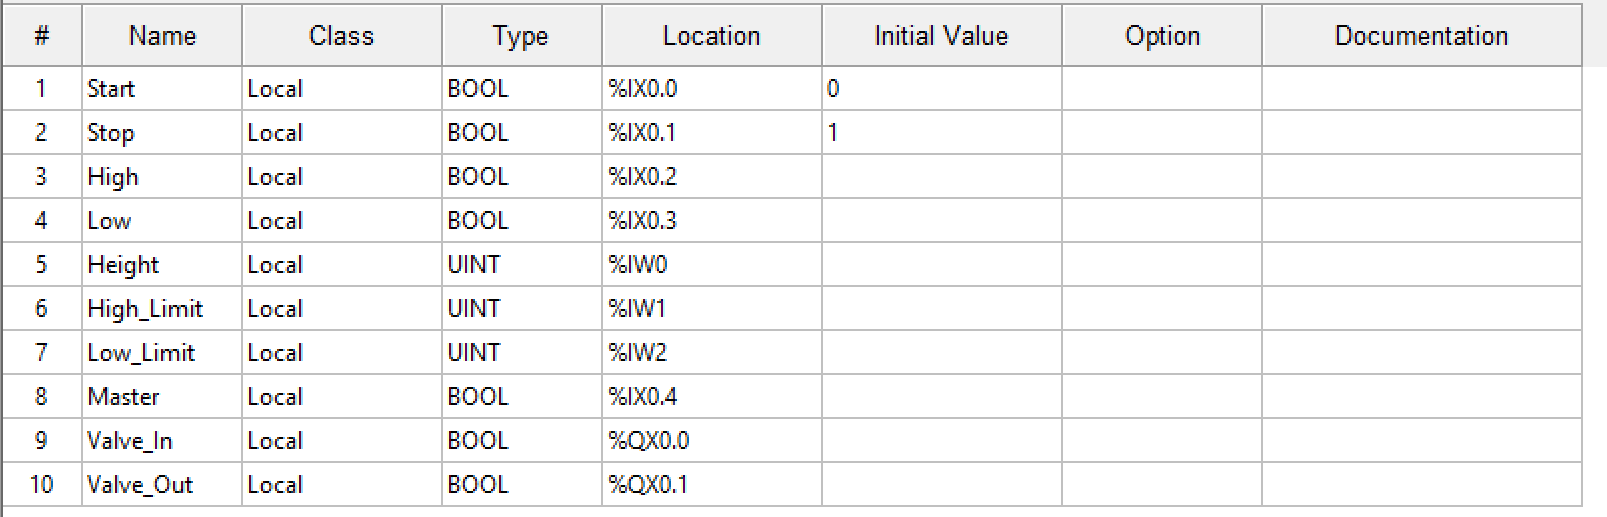 # Name Class Type Location Initial Value Option Documentation
1 Start Local BOOL %IX0.0 0
2 Stop Local BOOL %IX0.1 1
3 High Local BOOL %IX0.2
4 Low Local BOOL %IX0.3
5 Height Local UINT %IW0
6 High_Limit Local UINT %IW1
7 Low_Limit Local UINT %IW2
8 Master Local BOOL %IX0.4
9 Valve_In Local BOOL %QX0.0
10 Valve_Out Local BOOL %QX0.1